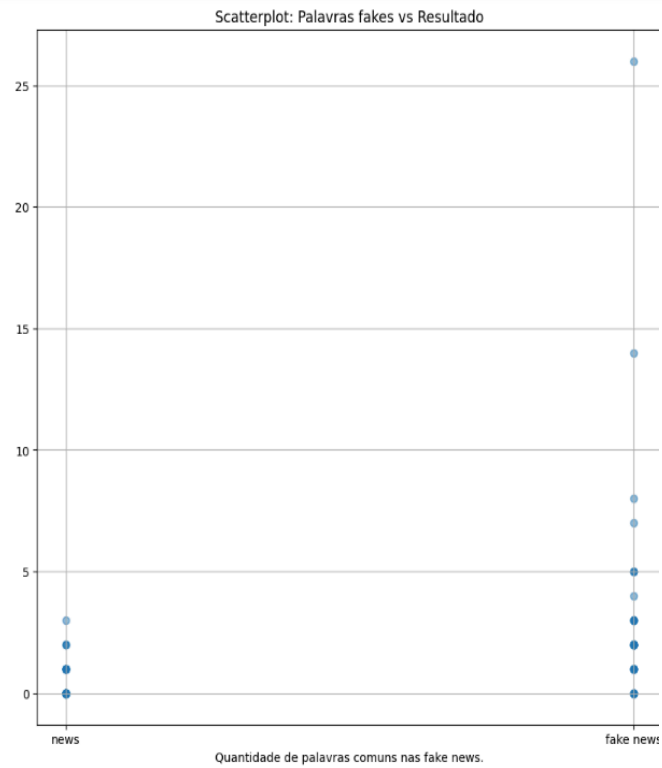 Scatterplot: Palavras fakes vs Resultado
25
20
15
10
5
0
news
fake news
Quantidade de palavras comuns nas fake news.